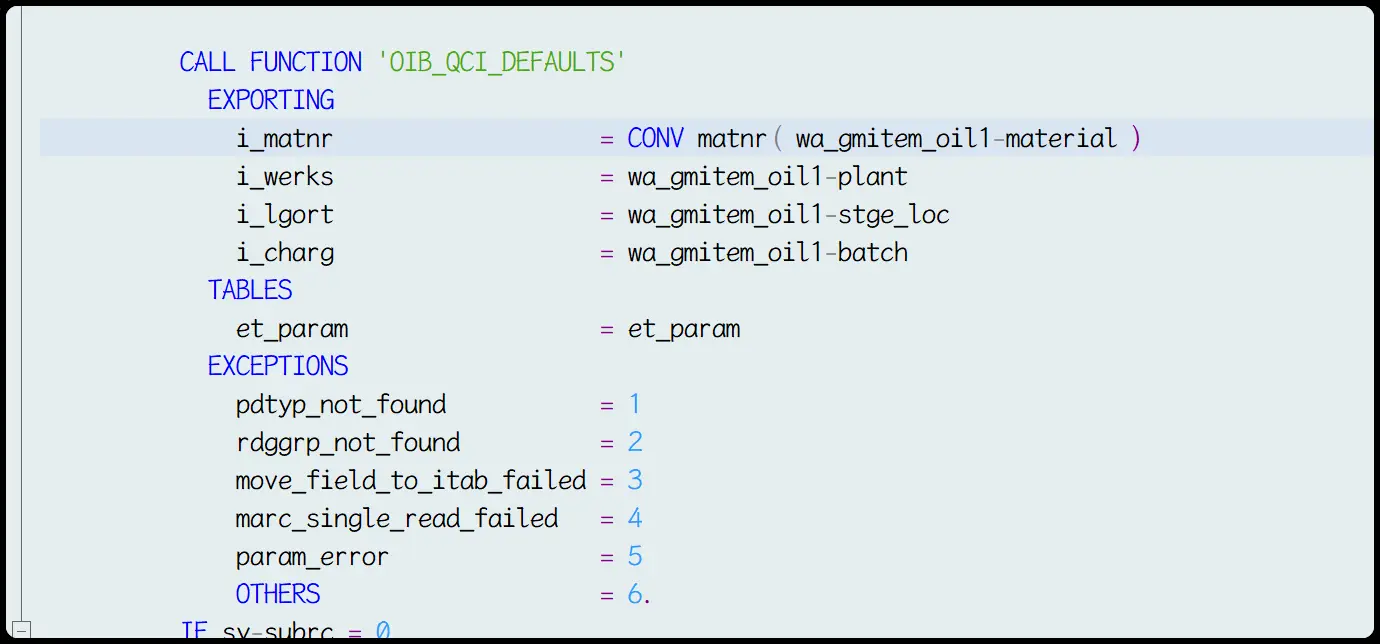 CALL FUNCTION 'OIB_QCI_DEFAULTS'
EXPORTING
i_matnr = CONV matnr( wa_gmitem_oil1-material )
i_werks = wa_gmitem_oil1-plant
i_lgort = wa_gmitem_oil1-stge_loc
i_charg = wa_gmitem_oil1-batch
TABLES
et_param = et_param
EXCEPTIONS
pdtyp_not_found = 1
rdggrp_not_found = 2
move_field_to_itab_failed = 3
marc_single_read_failed = 4
param_error = 5
OTHERS = 6.
IF sy-subrc = 0